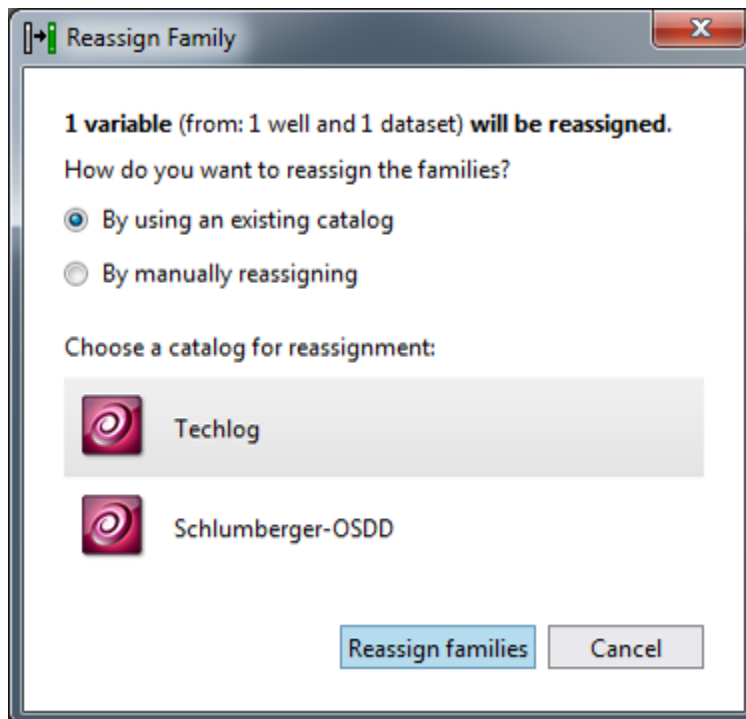 Reassign Family
1 variable (from: 1 well and 1 dataset) will be reassigned.
How do you want to reassign the families?
By using an existing catalog
By manually reassigning
Choose a catalog for reassignment:
Techlog
Schlumberger-OSDD
Reassign families Cancel